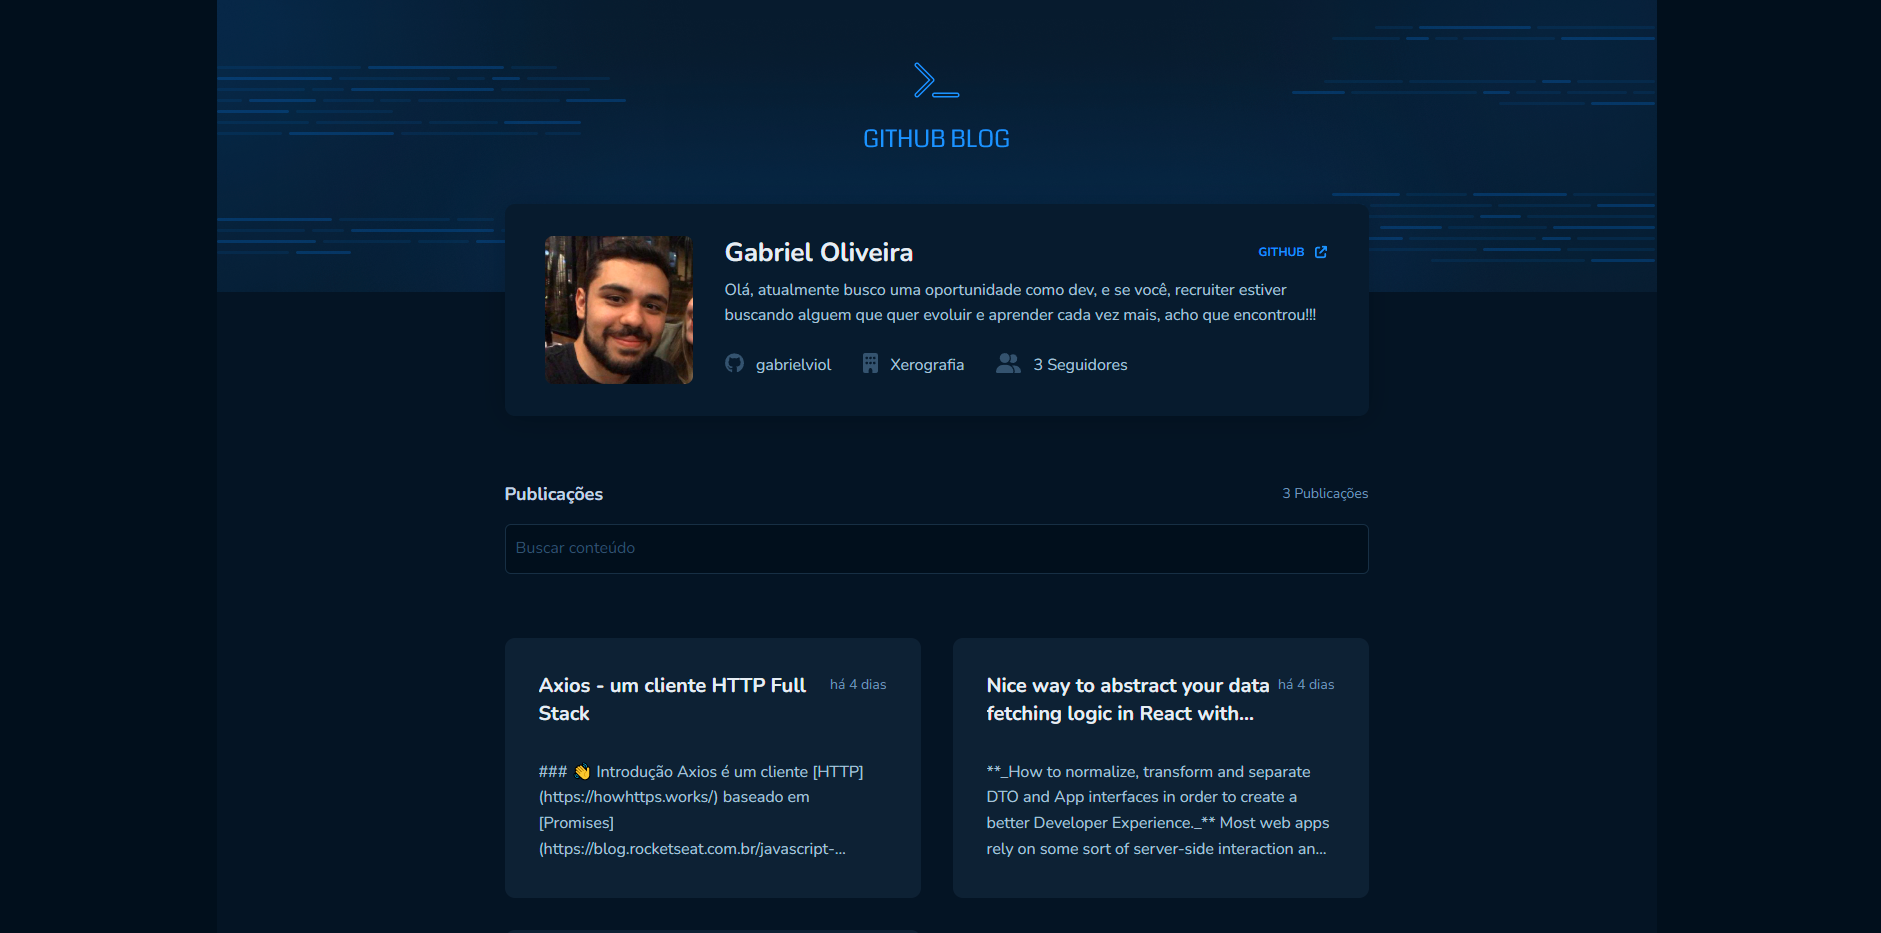 GITHUB BLOG
Gabriel Oliveira
GITHUB
Olá, atualmente busco uma oportunidade como dev, e se você, recruiter estiver
buscando alguem que quer evoluir e aprender cada vez mais, acho que encontrou!!!
gabrielviol
Xerografia
3 Seguidores
Publicações
3 Publicações
Buscar conteúdo
Axios - um cliente HTTP Full
Stack
há 4 dias
### 👋 Introdução Axios é um cliente [HTTP]
(https://howhttps.works/) baseado em
[Promises]
(https://blog.rocketseat.com.br/javascript-...
Nice way to abstract your data
fetching logic in React with...
há 4 dias
**_How to normalize, transform and separate
DTO and App interfaces in order to create a
better Developer Experience._** Most web apps
rely on some sort of server-side interaction an...